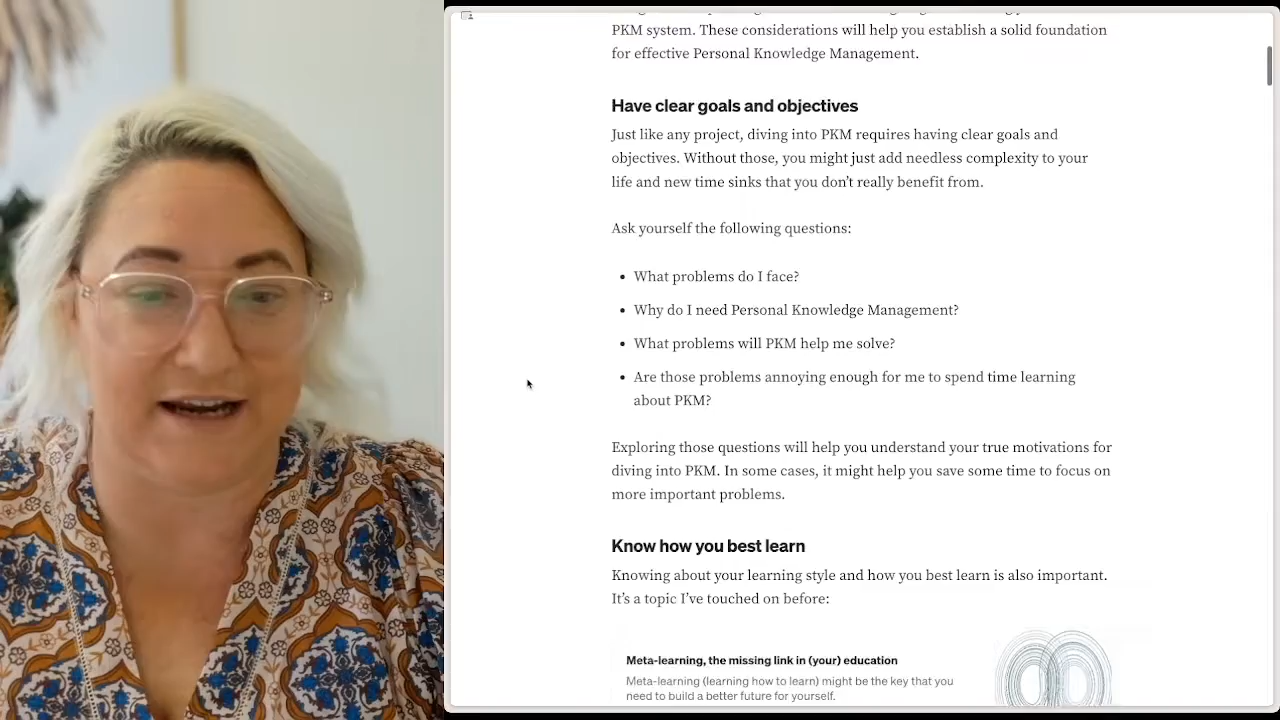 PKM system. These considerations will help you establish a solid foundation
for effective Personal Knowledge Management.
Have clear goals and objectives
Just like any project, diving into PKM requires having clear goals and
objectives. Without those, you might just add needless complexity to your
life and new time sinks that you don’t really benefit from.
Ask yourself the following questions:
• What problems do I face?
• Why do I need Personal Knowledge Management?
• What problems will PKM help me solve?
• Are those problems annoying enough for me to spend time learning
about PKM?
Exploring those questions will help you understand your true motivations for
diving into PKM. In some cases, it might help you save some time to focus on
more important problems.
Know how you best learn
Knowing about your learning style and how you best learn is also important.
It’s a topic I’ve touched on before:
Meta-learning, the missing link in (your) education
Meta-learning (learning how to learn) might be the key that you
need to build a better future for yourself.